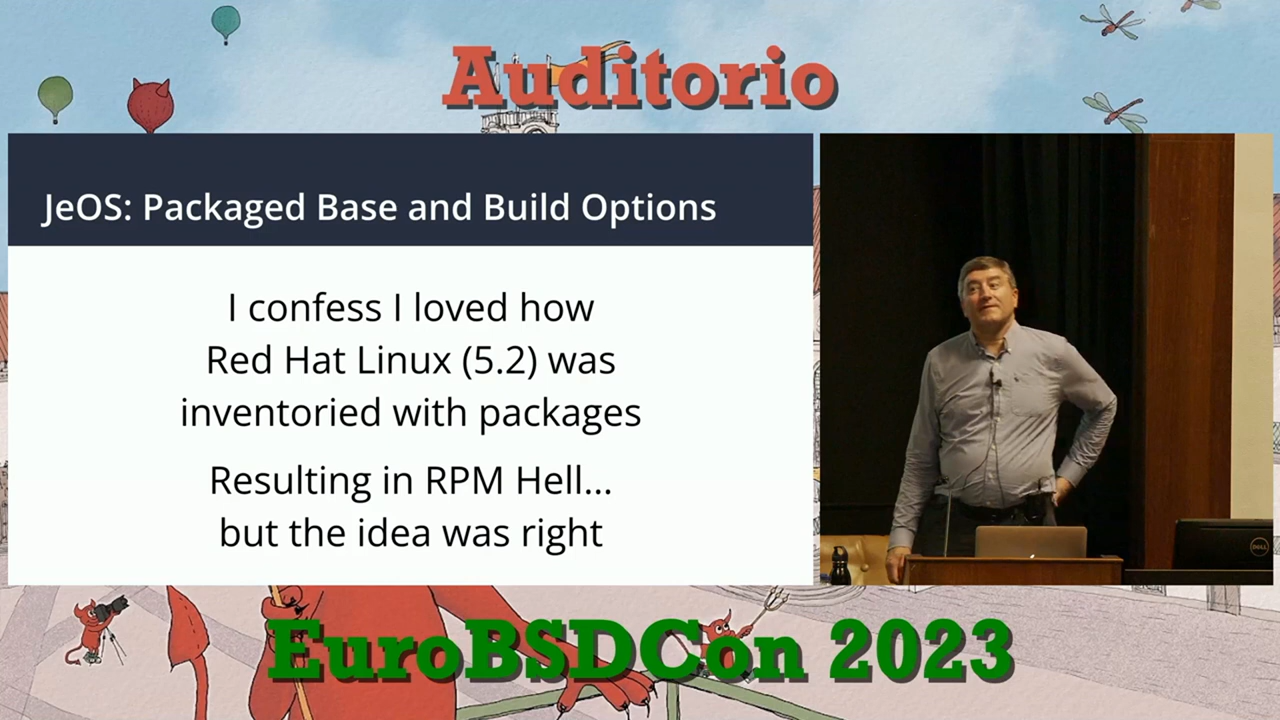 Auditorio
JeOS: Packaged Base and Build Options
I confess I loved how
Red Hat Linux (5.2) was
inventoried with packages
Resulting in RPM Hell...
but the idea was right
DELL
EuroBSDCon 2023